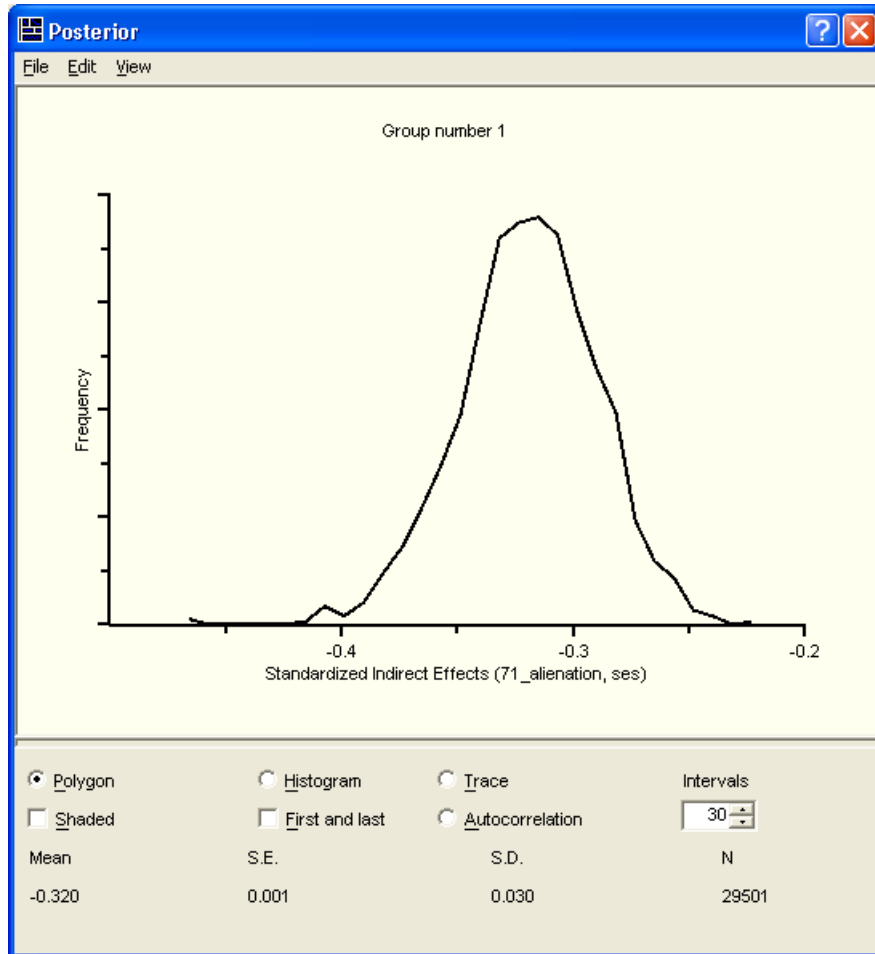 Posterior
File Edit View
Group number 1
Frequency
-0.4 -0.3 -0.2
Standardized Indirect Effects (71_alienation, ses)
Polygon Histogram Trace Intervals
Shaded First and last Autocorrelation 30
Mean S.E. S.D. N
-0.320 0.001 0.030 29501